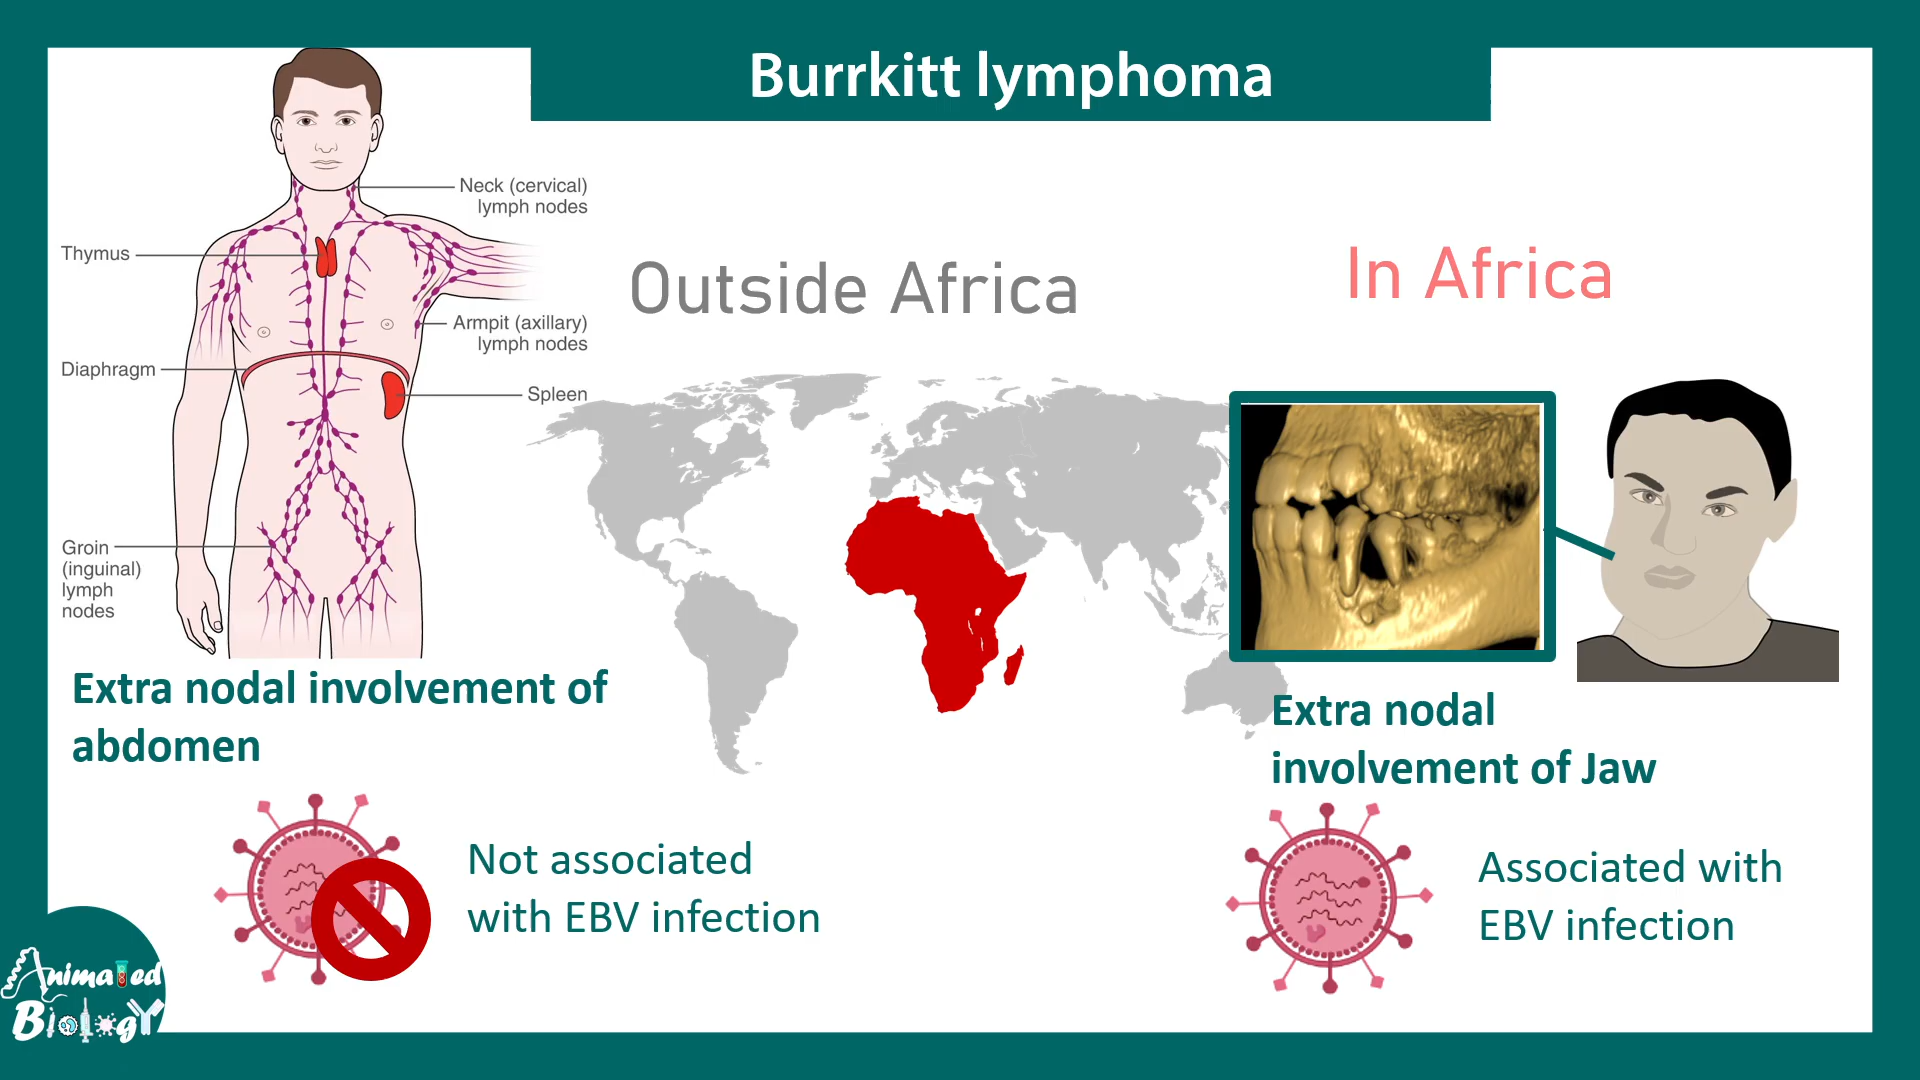 Burrkitt lymphoma
Neck (cervical)
lymph nodes
Thymus
Armpit (axillary)
lymph nodes
Diaphragm
Spleen
Groin
(inguinal)
lymph
nodes
Extra nodal involvement of
abdomen
Not associated
with EBV infection
Outside Africa
In Africa
Extra nodal
involvement of Jaw
Associated with
EBV infection
Animated
Biology